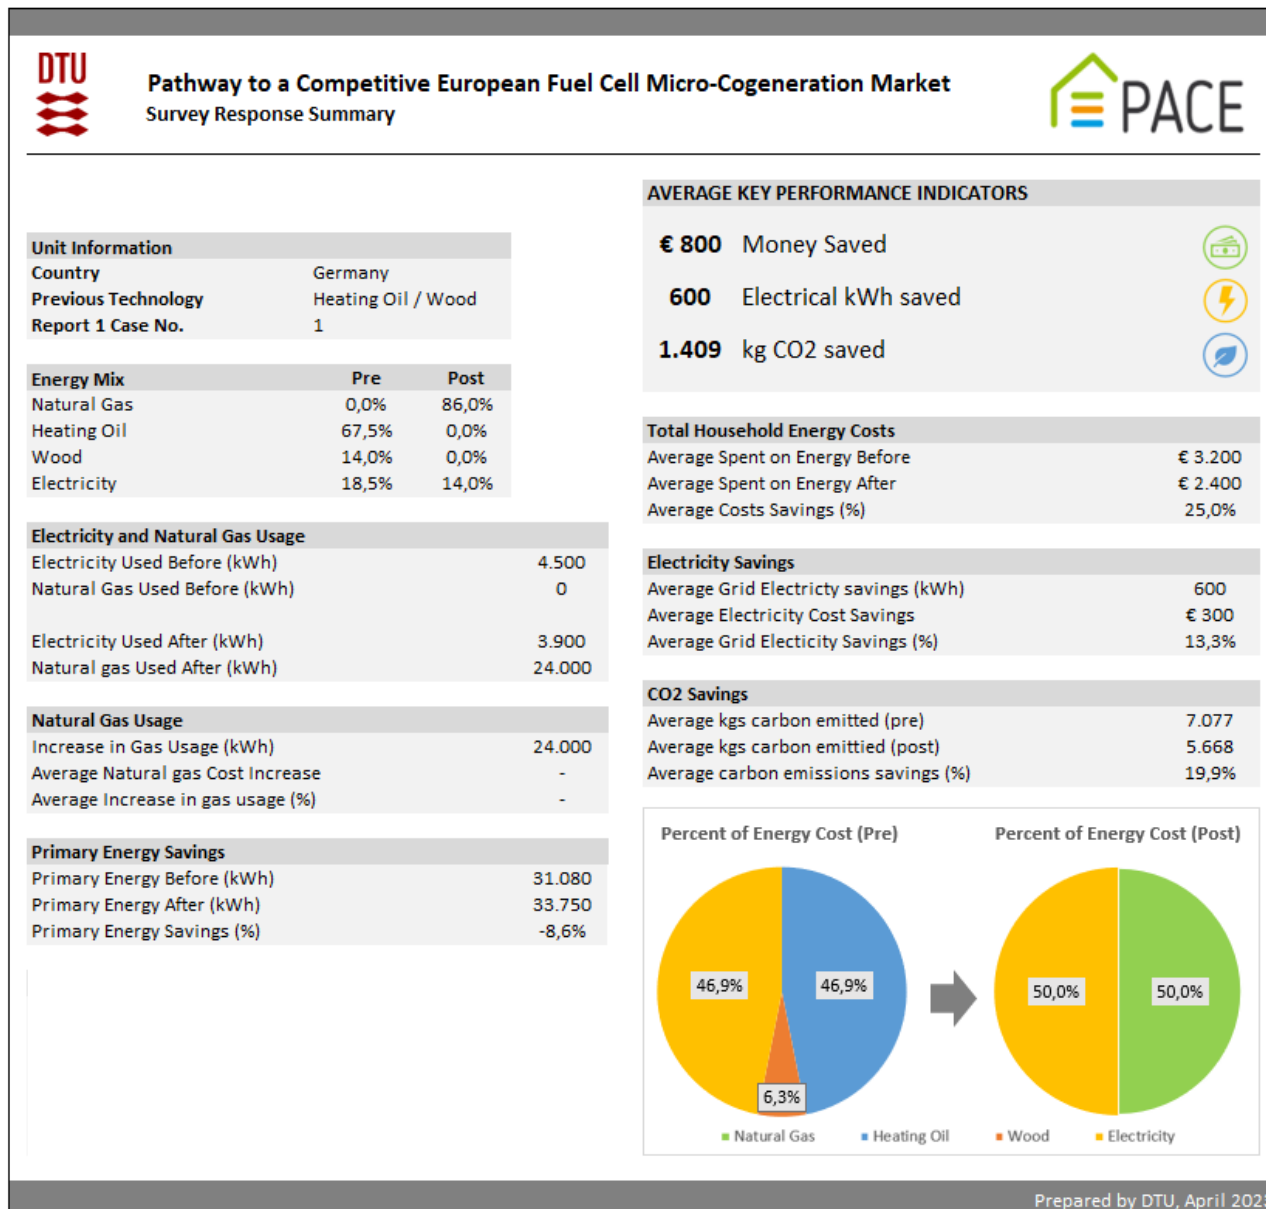 DTU
Pathway to a Competitive European Fuel Cell Micro-Cogeneration Market
Survey Response Summary
PACE
Unit Information
Country Germany
Previous Technology Heating Oil / Wood
Report 1 Case No. 1
Energy Mix Pre Post
Natural Gas 0,0% 86,0%
Heating Oil 67,5% 0,0%
Wood 14,0% 0,0%
Electricity 18,5% 14,0%
Electricity and Natural Gas Usage
Electricity Used Before (kWh) 4.500
Natural Gas Used Before (kWh) 0
Electricity Used After (kWh) 3.900
Natural gas Used After (kWh) 24.000
Natural Gas Usage
Increase in Gas Usage (kWh) 24.000
Average Natural gas Cost Increase -
Average Increase in gas usage (%) -
Primary Energy Savings
Primary Energy Before (kWh) 31.080
Primary Energy After (kWh) 33.750
Primary Energy Savings (%) -8,6%
AVERAGE KEY PERFORMANCE INDICATORS
€ 800 Money Saved
600 Electrical kWh saved
1.409 kg CO2 saved
Total Household Energy Costs
Average Spent on Energy Before € 3.200
Average Spent on Energy After € 2.400
Average Costs Savings (%) 25,0%
Electricity Savings
Average Grid Electricty savings (kWh) 600
Average Electricity Cost Savings € 300
Average Grid Electicity Savings (%) 13,3%
CO2 Savings
Average kgs carbon emitted (pre) 7.077
Average kgs carbon emittied (post) 5.668
Average carbon emissions savings (%) 19,9%
Percent of Energy Cost (Pre) Percent of Energy Cost (Post)
46,9% 46,9% 50,0% 50,0%
6,3%
Natural Gas Heating Oil Wood Electricity
Prepared by DTU, April 2023